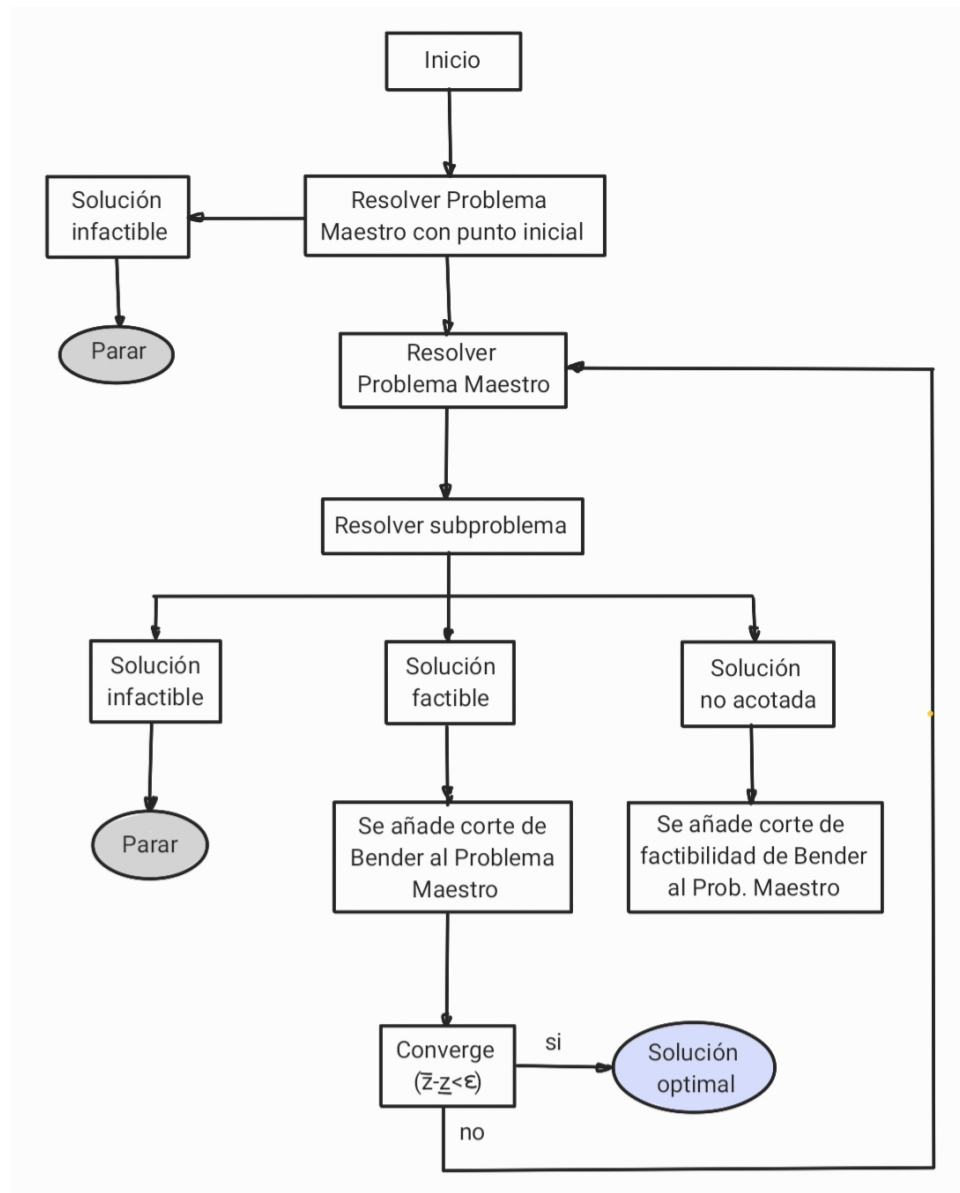 Inicio
Solución
infactible
Resolver Problema
Maestro con punto inicial
Parar
Resolver
Problema Maestro
Resolver subproblema
Solución
infactible
Solución
factible
Solución
no acotada
Parar
Se añade corte de
Bender al Problema
Maestro
Se añade corte de
factibilidad de Bender
al Prob. Maestro
Converge
(z̅-z̲<ε)
si
Solución
optimal
no